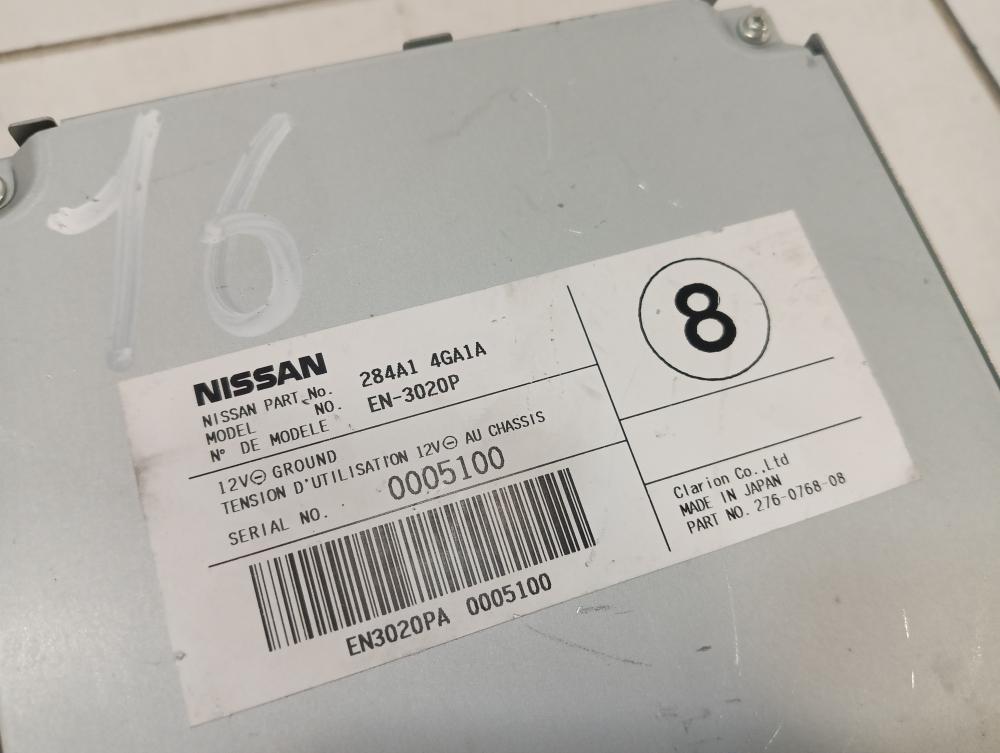 16
NISSAN
NISSAN PART No. 284A1 4GA1A
MODEL NO. EN-3020P
N° DE MODELE
12V⊖ GROUND
TENSION D'UTILISATION 12V⊖ AU CHASSIS
SERIAL NO. 0005100
EN3020PA 0005100
8
Clarion Co.,Ltd
MADE IN JAPAN
PART NO. 276-0768-08